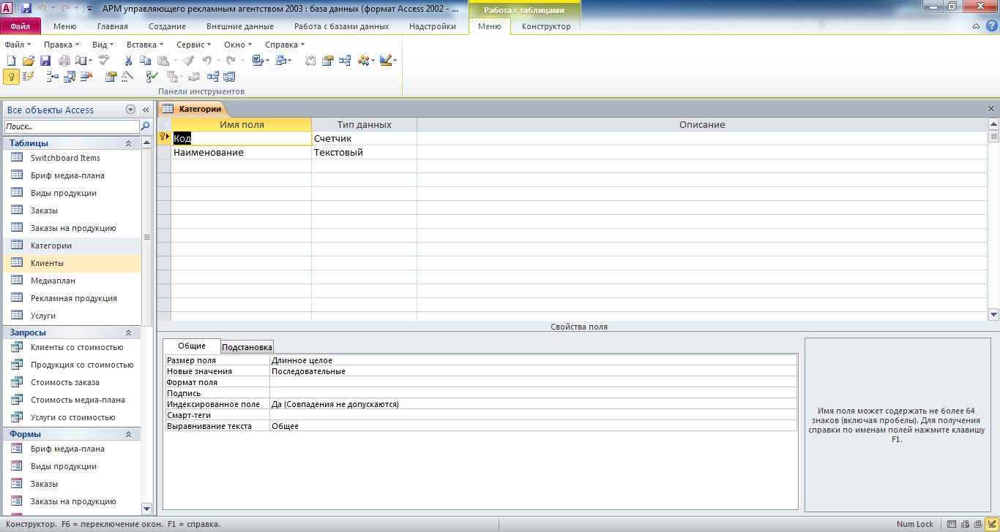 АРМ управляющего рекламным агентством 2003 : база данных (формат Access 2002 - ...
Работа с таблицами
Файл Меню Главная Создание Внешние данные Работа с базами данных Надстройки Меню Конструктор
Файл Правка Вид Вставка Сервис Окно Справка
Панели инструментов
Все объекты Access
Поиск...
Таблицы
Switchboard Items
Бриф медиа-плана
Виды продукции
Заказы
Заказы на продукцию
Категории
Клиенты
Медиаплан
Рекламная продукция
Услуги
Запросы
Клиенты со стоимостью
Продукция со стоимостью
Стоимость заказа
Стоимость медиа-плана
Услуги со стоимостью
Формы
Бриф медиа-плана
Виды продукции
Заказы
Заказы на продукцию
Категории
Имя поля Тип данных Описание
Код Счетчик
Наименование Текстовый
Свойства поля
Общие Подстановка
Размер поля Длинное целое
Новые значения Последовательные
Формат поля
Подпись
Индексированное поле Да (Совпадения не допускаются)
Смарт-теги
Выравнивание текста Общее
Имя поля может содержать не более 64
знаков (включая пробелы). Для получения
справки по именам полей нажмите клавишу
F1.
Конструктор. F6 = переключение окон. F1 = справка.
Num Lock